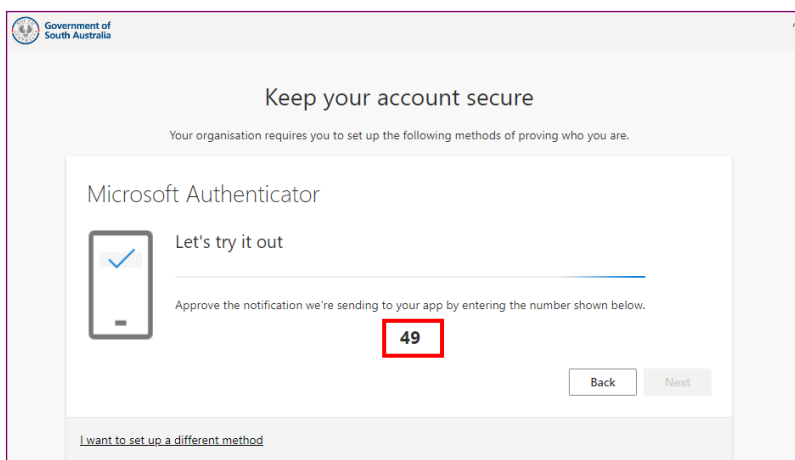 Government of
South Australia
Keep your account secure
Your organisation requires you to set up the following methods of proving who you are.
Microsoft Authenticator
Let's try it out
Approve the notification we're sending to your app by entering the number shown below.
49
Back Next
I want to set up a different method